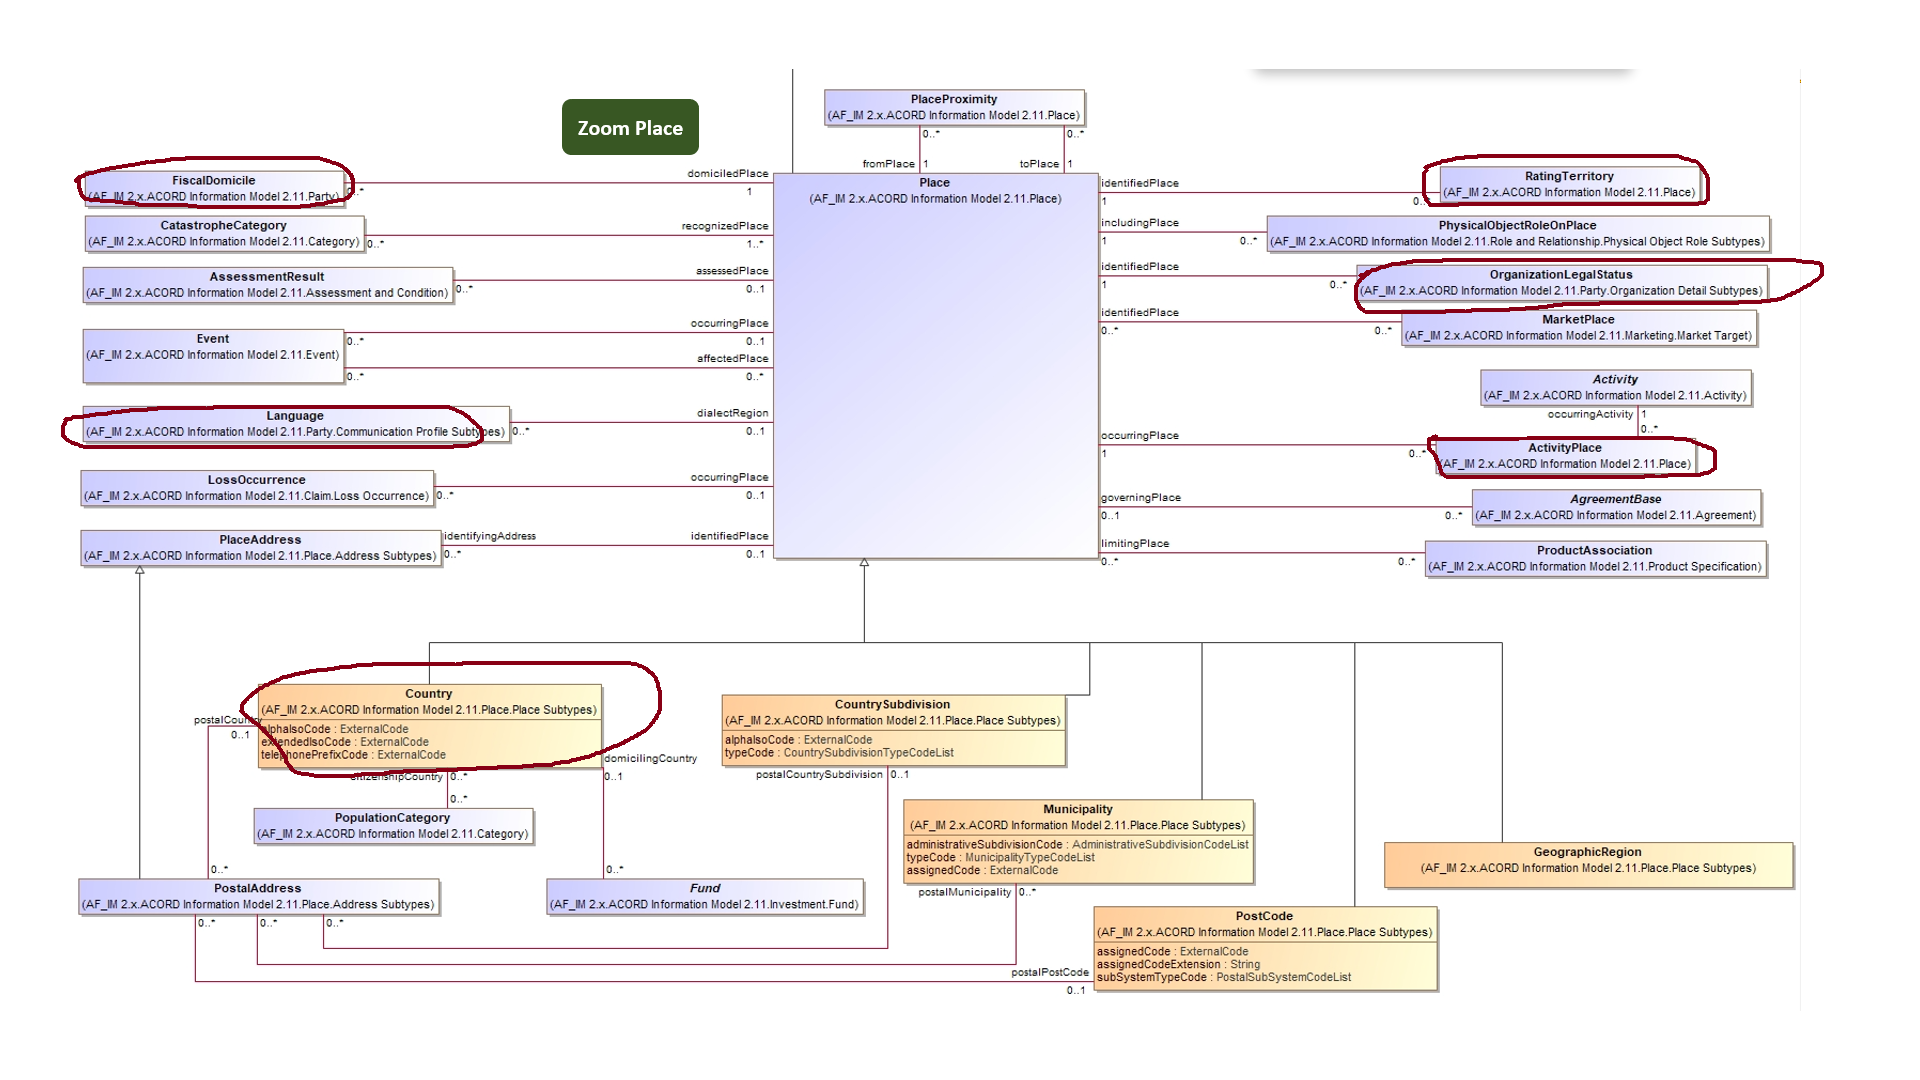 PlaceProximity
(AF_IM 2.x.ACORD Information Model 2.11.Place)
0..*
0..*
fromPlace
1
toPlace
1
Zoom Place
Place
(AF_IM 2.x.ACORD Information Model 2.11.Place)
FiscalDomicile
(AF_IM 2.x.ACORD Information Model 2.11.Party)
0..*
domiciledPlace
1
CatastropheCategory
(AF_IM 2.x.ACORD Information Model 2.11.Category)
0..*
recognizedPlace
1..*
AssessmentResult
(AF_IM 2.x.ACORD Information Model 2.11.Assessment and Condition)
0..*
assessedPlace
0..1
Event
(AF_IM 2.x.ACORD Information Model 2.11.Event)
0..*
occurringPlace
0..1
0..*
affectedPlace
0..*
Language
(AF_IM 2.x.ACORD Information Model 2.11.Party.Communication Profile Subtypes)
0..*
dialectRegion
0..1
LossOccurrence
(AF_IM 2.x.ACORD Information Model 2.11.Claim.Loss Occurrence)
0..*
occurringPlace
0..1
PlaceAddress
(AF_IM 2.x.ACORD Information Model 2.11.Place.Address Subtypes)
identifyingAddress
0..*
identifiedPlace
0..1
identifiedPlace
1
0..
RatingTerritory
(AF_IM 2.x.ACORD Information Model 2.11.Place)
includingPlace
1
0..*
PhysicalObjectRoleOnPlace
(AF_IM 2.x.ACORD Information Model 2.11.Role and Relationship.Physical Object Role Subtypes)
identifiedPlace
1
0..*
OrganizationLegalStatus
(AF_IM 2.x.ACORD Information Model 2.11.Party.Organization Detail Subtypes)
identifiedPlace
0..*
0..*
MarketPlace
(AF_IM 2.x.ACORD Information Model 2.11.Marketing.Market Target)
Activity
(AF_IM 2.x.ACORD Information Model 2.11.Activity)
occurringActivity
1
0..*
occurringPlace
1
0..*
ActivityPlace
(AF_IM 2.x.ACORD Information Model 2.11.Place)
governingPlace
0..1
0..*
AgreementBase
(AF_IM 2.x.ACORD Information Model 2.11.Agreement)
limitingPlace
0..*
0..*
ProductAssociation
(AF_IM 2.x.ACORD Information Model 2.11.Product Specification)
Country
(AF_IM 2.x.ACORD Information Model 2.11.Place.Place Subtypes)
alphaIsoCode : ExternalCode
extendedIsoCode : ExternalCode
telephonePrefixCode : ExternalCode
postalCountry
0..1
citizenshipCountry
0..*
0..*
domicilingCountry
0..1
PopulationCategory
(AF_IM 2.x.ACORD Information Model 2.11.Category)
CountrySubdivision
(AF_IM 2.x.ACORD Information Model 2.11.Place.Place Subtypes)
alphaIsoCode : ExternalCode
typeCode : CountrySubdivisionTypeCodeList
postalCountrySubdivision
0..1
Municipality
(AF_IM 2.x.ACORD Information Model 2.11.Place.Place Subtypes)
administrativeSubdivisionCode : AdministrativeSubdivisionCodeList
typeCode : MunicipalityTypeCodeList
assignedCode : ExternalCode
postalMunicipality
0..*
GeographicRegion
(AF_IM 2.x.ACORD Information Model 2.11.Place.Place Subtypes)
0..*
PostalAddress
(AF_IM 2.x.ACORD Information Model 2.11.Place.Address Subtypes)
0..*
0..*
0..*
0..*
Fund
(AF_IM 2.x.ACORD Information Model 2.11.Investment.Fund)
PostCode
(AF_IM 2.x.ACORD Information Model 2.11.Place.Place Subtypes)
assignedCode : ExternalCode
assignedCodeExtension : String
subSystemTypeCode : PostalSubSystemCodeList
postalPostCode
0..1